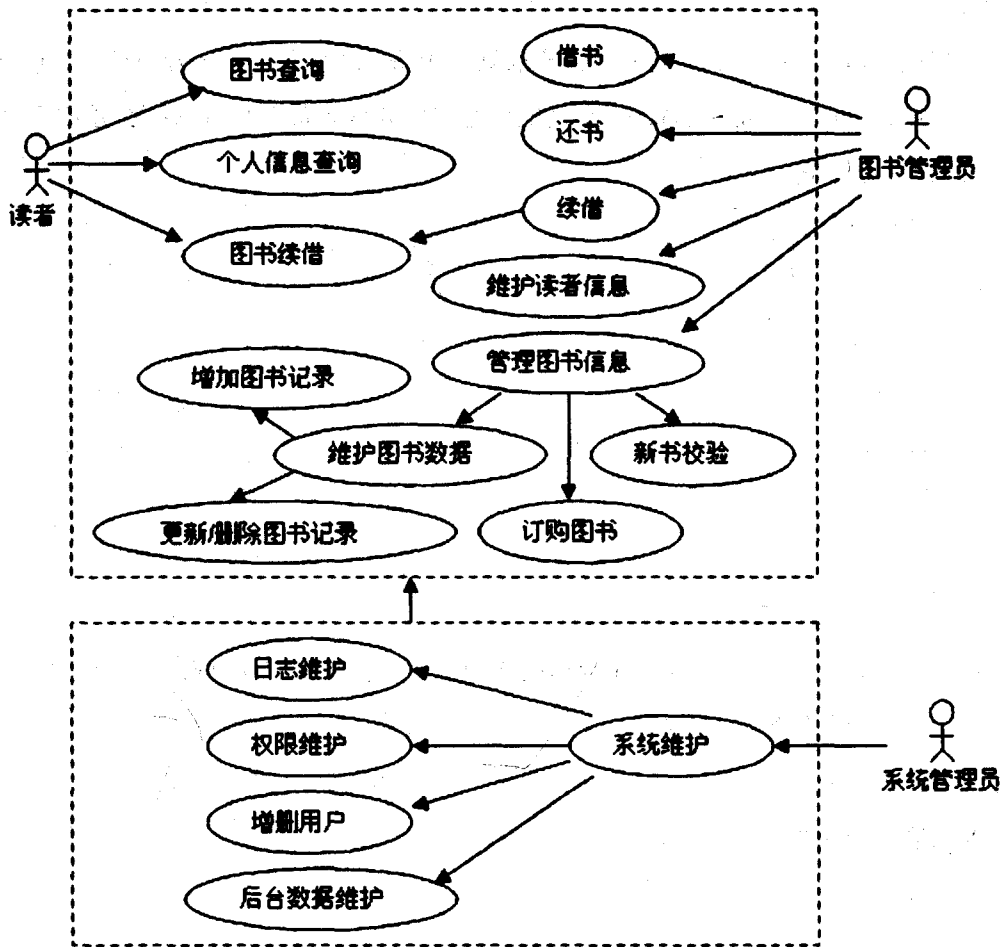 图书查询
借书
还书
图书管理员
个人信息查询
读者
续借
图书续借
维护读者信息
管理图书信息
增加图书记录
维护图书数据
新书校验
更新/删除图书记录
订购图书
日志维护
权限维护
系统维护
系统管理员
增删用户
后台数据维护